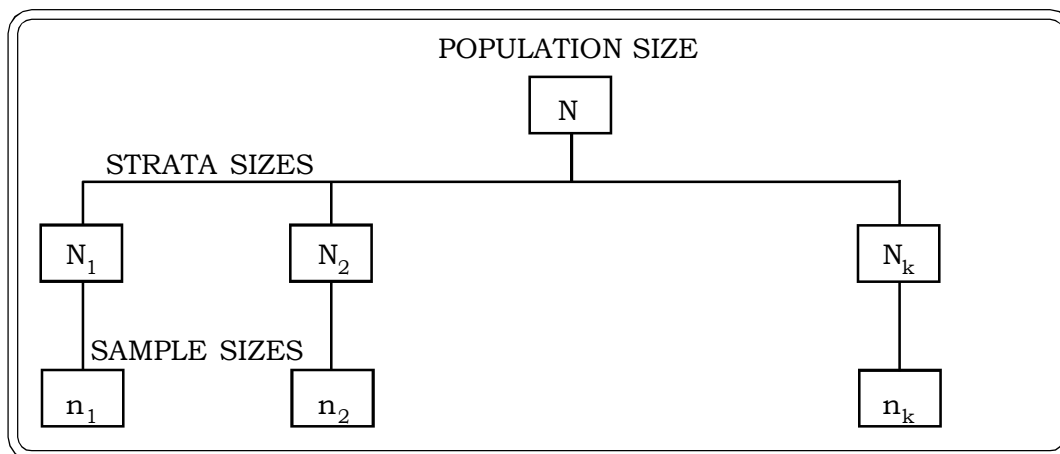 POPULATION SIZE
N
STRATA SIZES
N₁ N₂ Nₖ
SAMPLE SIZES
n₁ n₂ nₖ